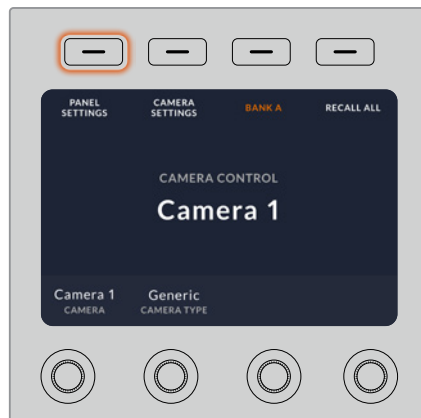 PANEL
SETTINGS
CAMERA
SETTINGS
BANK A
RECALL ALL
CAMERA CONTROL
Camera 1
Camera 1
CAMERA
Generic
CAMERA TYPE